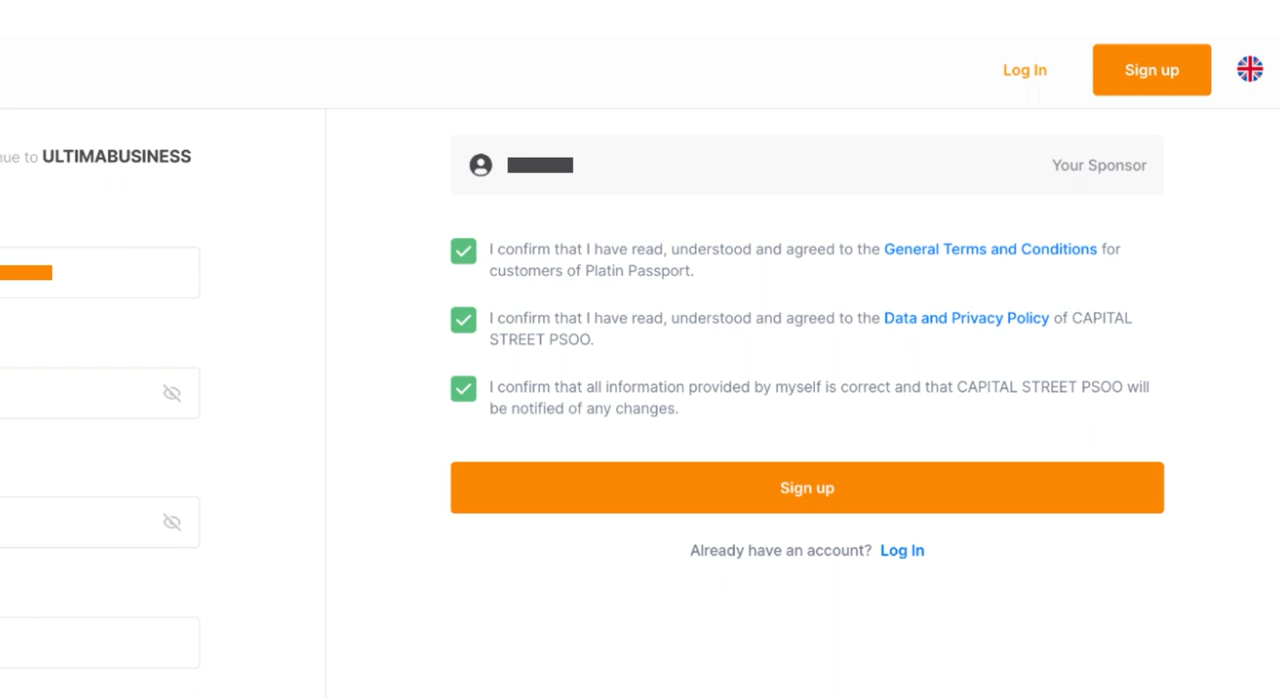 Log In
Sign up
nue to ULTIMABUSINESS
Your Sponsor
I confirm that I have read, understood and agreed to the General Terms and Conditions for
customers of Platin Passport.
I confirm that I have read, understood and agreed to the Data and Privacy Policy of CAPITAL
STREET PSOO.
I confirm that all information provided by myself is correct and that CAPITAL STREET PSOO will
be notified of any changes.
Sign up
Already have an account? Log In